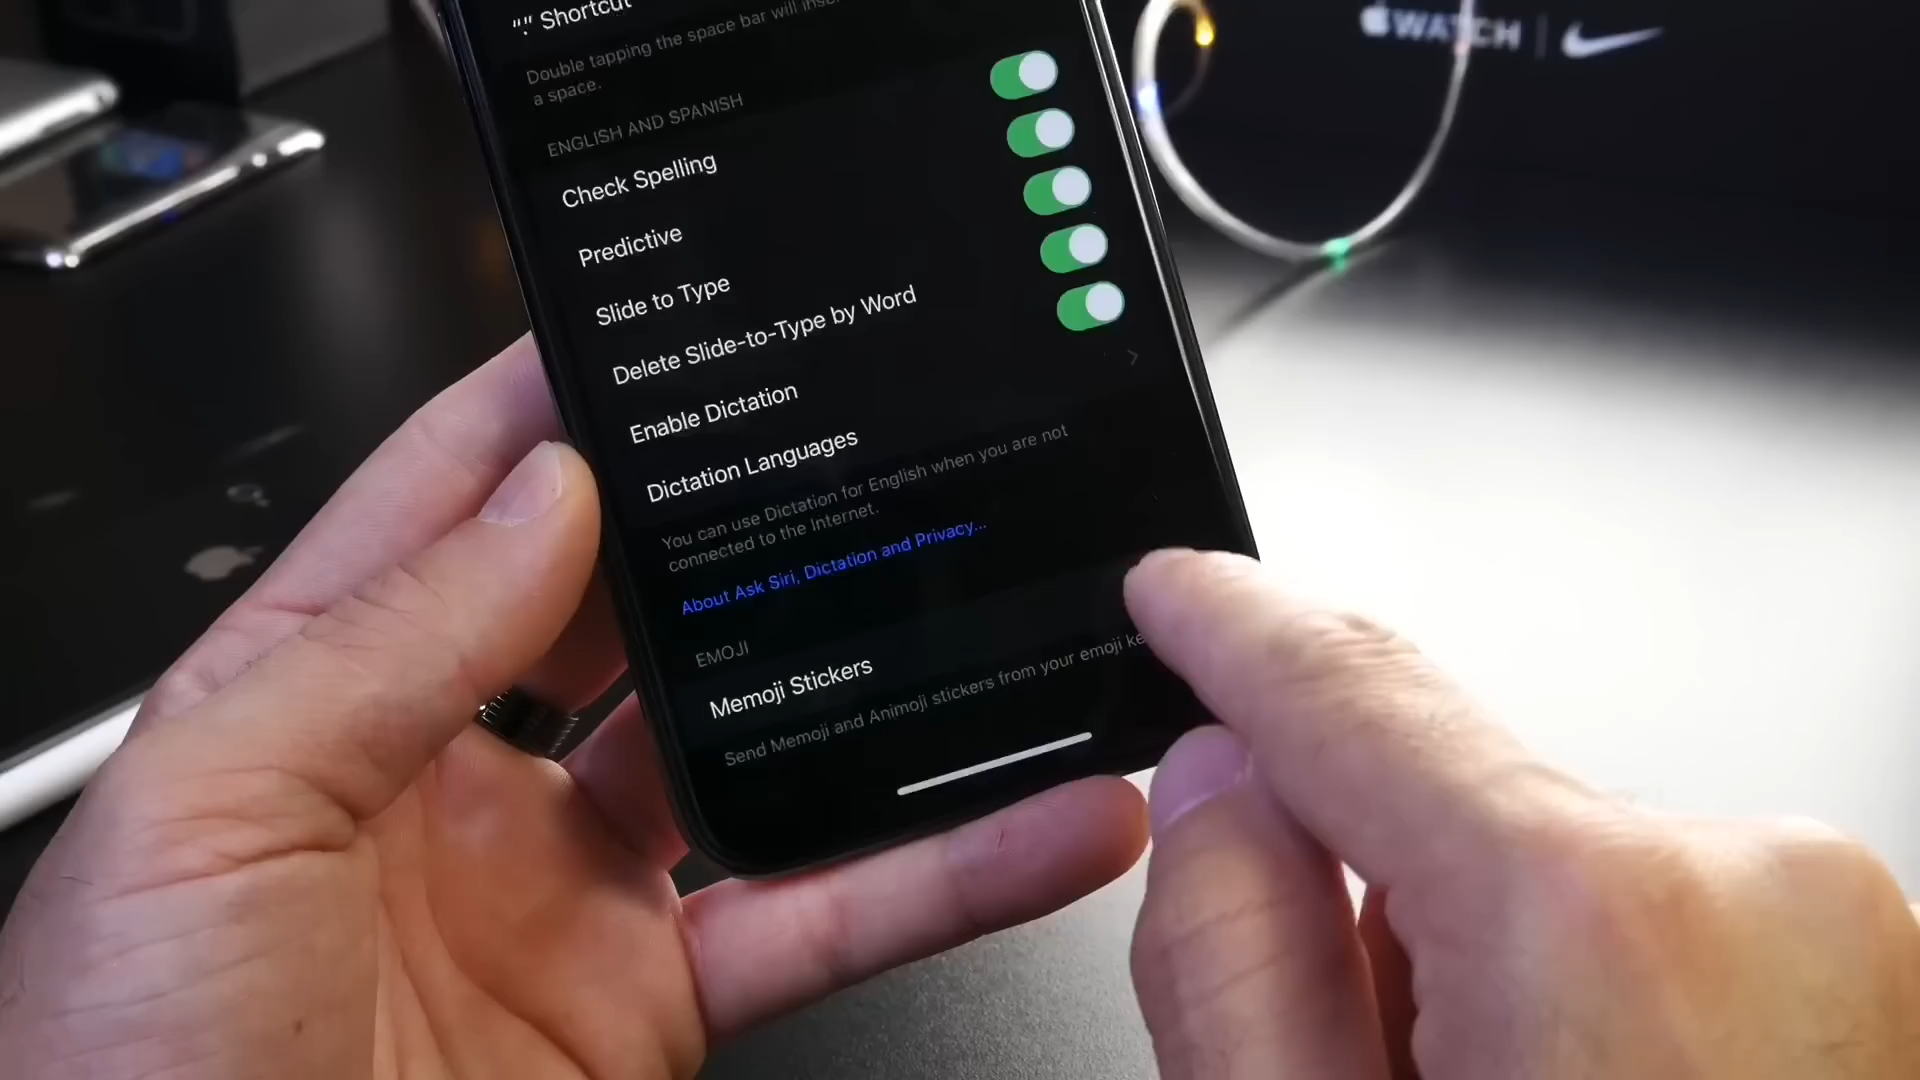 "." Shortcut
Double tapping the space bar will
a space.
ENGLISH AND SPANISH
Check Spelling
Predictive
Slide to Type
Delete Slide-to-Type by Word
Enable Dictation
Dictation Languages
You can use Dictation for English when you are not
connected to the Internet.
About Ask Siri, Dictation and Privacy...
EMOJI
Memoji Stickers
Send Memoji and Animoji stickers from your emoji
WATCH